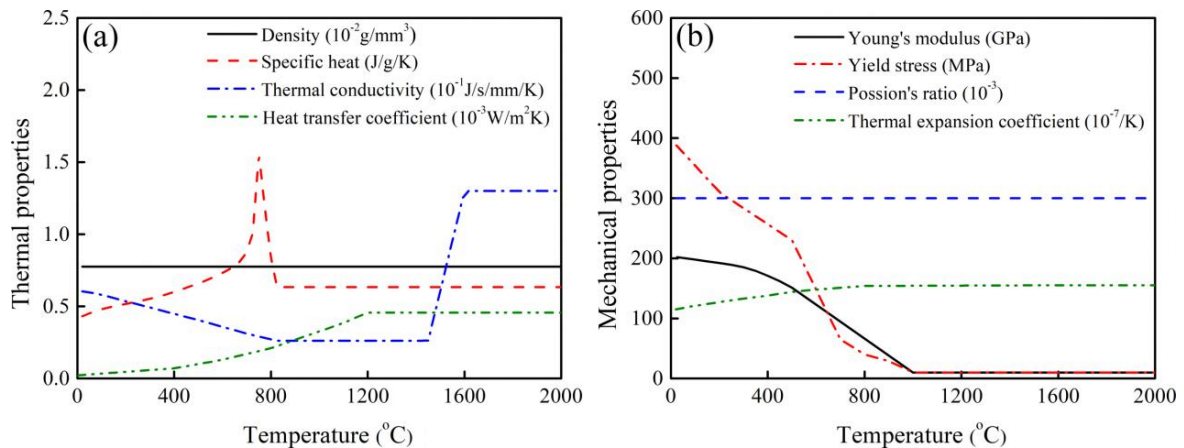 (a)
Density (10⁻²g/mm³)
Specific heat (J/g/K)
Thermal conductivity (10⁻¹J/s/mm/K)
Heat transfer coefficient (10⁻³W/m²K)
Thermal properties
2.5
2.0
1.5
1.0
0.5
0.0
0 400 800 1200 1600 2000
Temperature (°C)
(b)
Young's modulus (GPa)
Yield stress (MPa)
Possion's ratio (10⁻³)
Thermal expansion coefficient (10⁻⁷/K)
Mechanical properties
600
500
400
300
200
100
0
0 400 800 1200 1600 2000
Temperature (°C)